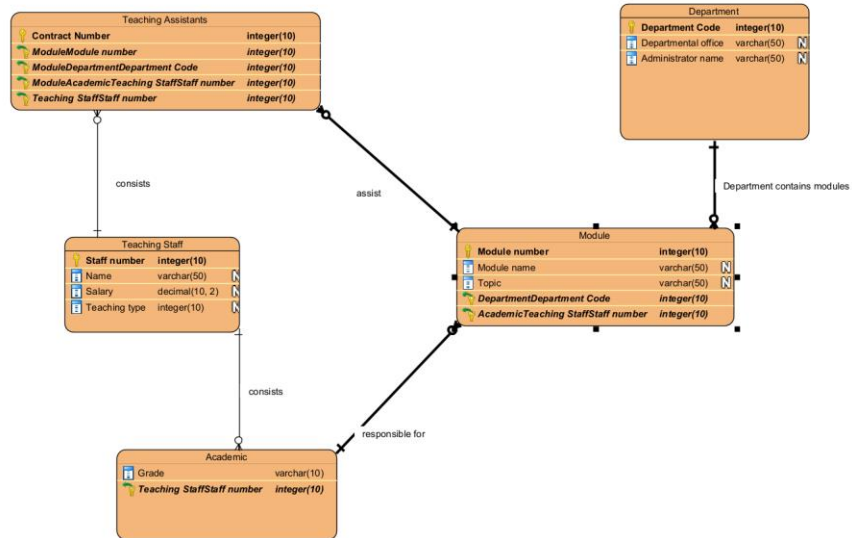 Teaching Assistants
Contract Number integer(10)
ModuleModule number integer(10)
ModuleDepartmentDepartment Code integer(10)
ModuleAcademicTeaching StaffStaff number integer(10)
Teaching StaffStaff number integer(10)
Department
Department Code integer(10)
Departmental office varchar(50) N
Administrator name varchar(50) N
consists
assist
Department contains modules
Teaching Staff
Staff number integer(10)
Name varchar(50) N
Salary decimal(10, 2) N
Teaching type integer(10) N
Module
Module number integer(10)
Module name varchar(50) N
Topic varchar(50) N
DepartmentDepartment Code integer(10)
AcademicTeaching StaffStaff number integer(10)
consists
responsible for
Academic
Grade varchar(10)
Teaching StaffStaff number integer(10)